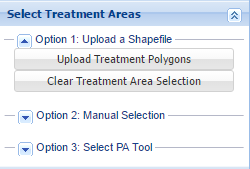 Select Treatment Areas
Option 1: Upload a Shapefile
Upload Treatment Polygons
Clear Treatment Area Selection
Option 2: Manual Selection
Option 3: Select PA Tool